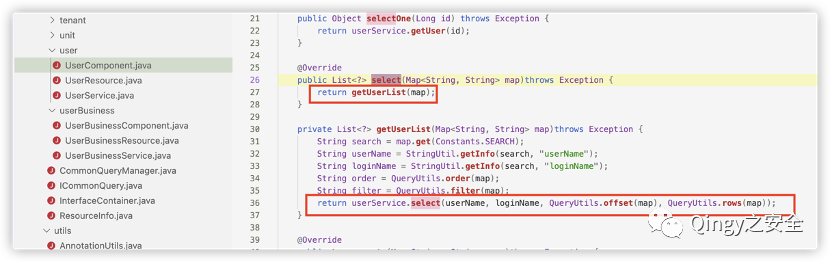 tenant
unit
user
UserComponent.java
UserResource.java
UserService.java
userBusiness
UserBusinessComponent.java
UserBusinessResource.java
UserBusinessService.java
CommonQueryManager.java
ICommonQuery.java
InterfaceContainer.java
ResourceInfo.java
utils
AnnotationUtils.java
21 public Object selectOne(Long id) throws Exception {
22 return userService.getUser(id);
23 }
24
25 @Override
26 public List<?> select(Map<String, String> map)throws Exception {
27 return getUserList(map);
28 }
29
30 private List<?> getUserList(Map<String, String> map)throws Exception {
31 String search = map.get(Constants.SEARCH);
32 String userName = StringUtil.getInfo(search, "userName");
33 String loginName = StringUtil.getInfo(search, "loginName");
34 String order = QueryUtils.order(map);
35 String filter = QueryUtils.filter(map);
36 return userService.select(userName, loginName, QueryUtils.offset(map), QueryUtils.rows(map));
37 }
38
39 @Override
Qingy之安全